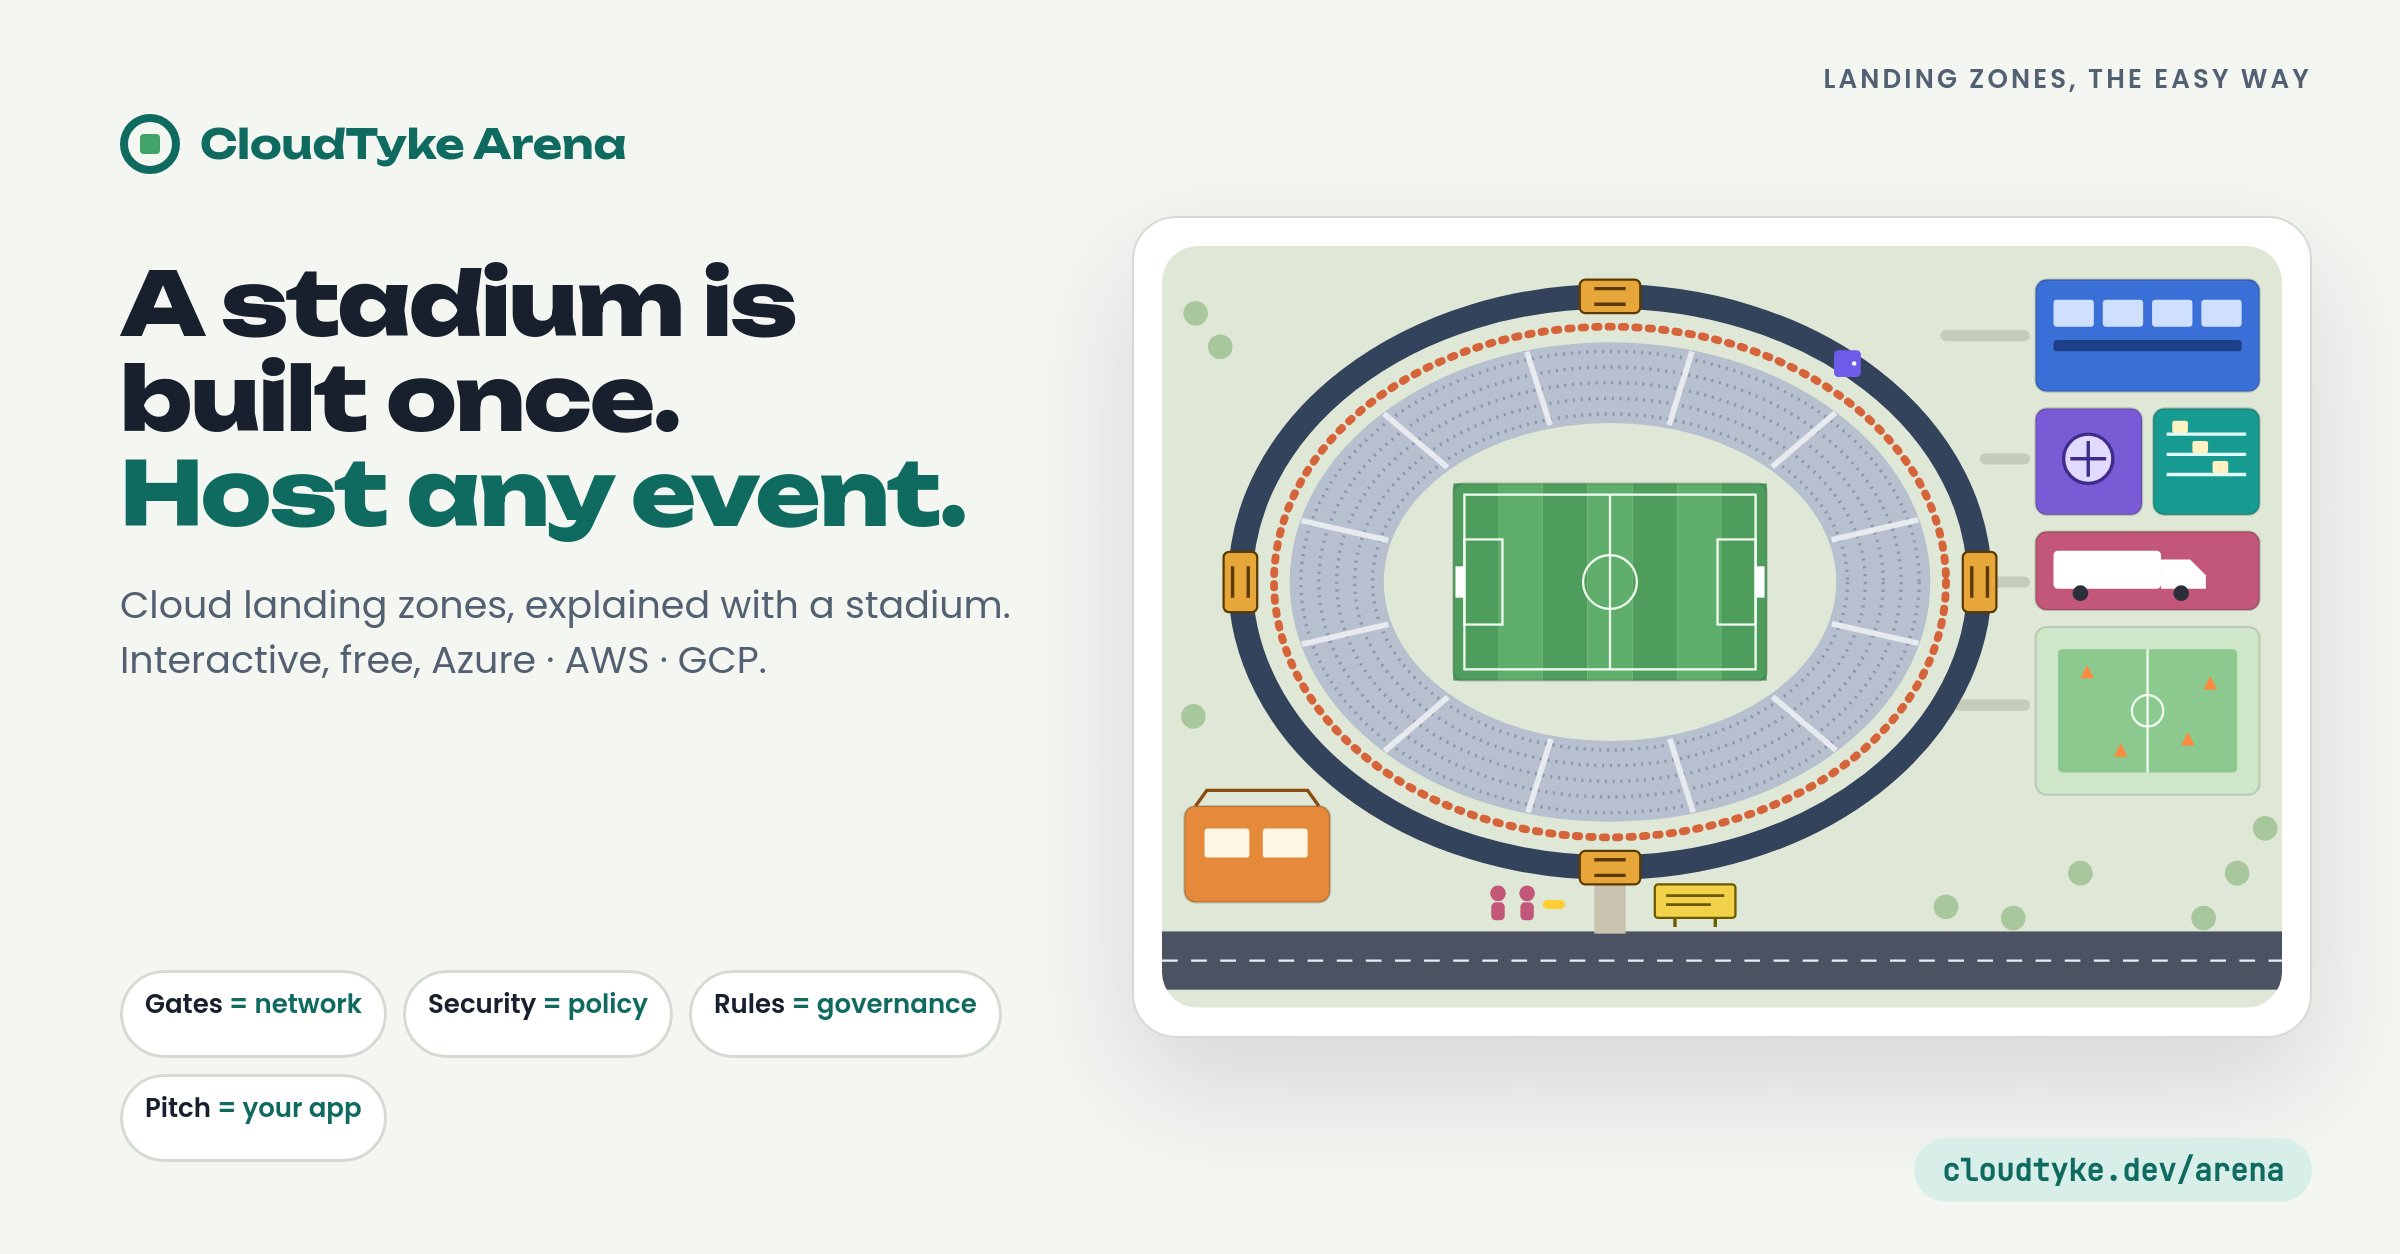 LANDING ZONES, THE EASY WAY
CloudTyke Arena
A stadium is
built once.
Host any event.
Cloud landing zones, explained with a stadium.
Interactive, free, Azure · AWS · GCP.
Gates = network
Security = policy
Rules = governance
Pitch = your app
cloudtyke.dev/arena